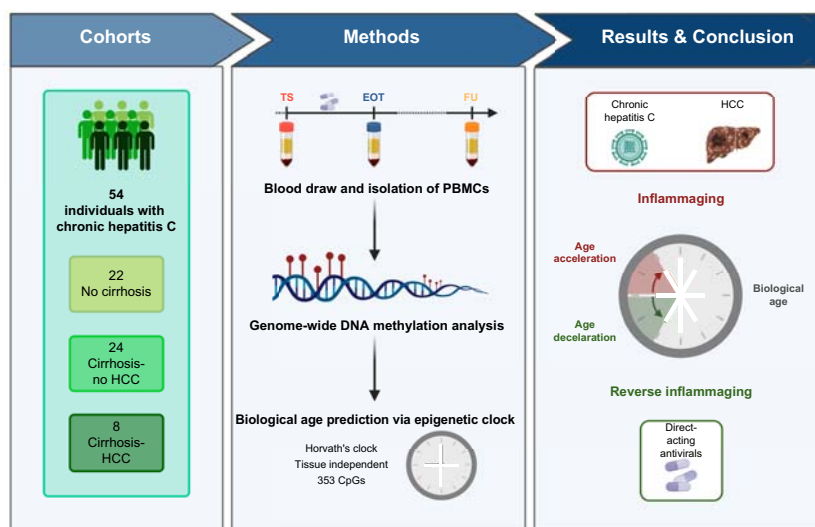 Cohorts
Methods
Results & Conclusion
54
individuals with
chronic hepatitis C
22
No cirrhosis
24
Cirrhosis-
no HCC
8
Cirrhosis-
HCC
TS
EOT
FU
Blood draw and isolation of PBMCs
Genome-wide DNA methylation analysis
Biological age prediction via epigenetic clock
Horvath's clock
Tissue independent
353 CpGs
Chronic
hepatitis C
HCC
Inflammaging
Age
acceleration
Biological
age
Age
decelaration
Reverse inflammaging
Direct-
acting
antivirals